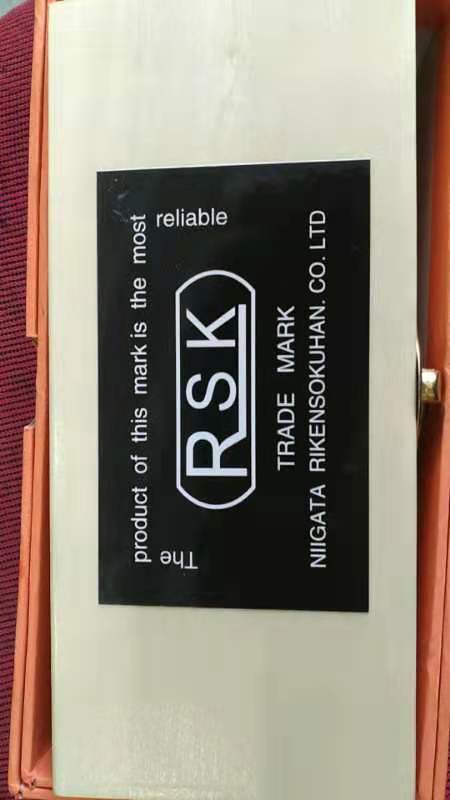 The
product of this mark is the most
reliable
RSK
TRADE MARK
NIIGATA RIKENSOKUHAN. CO. LTD